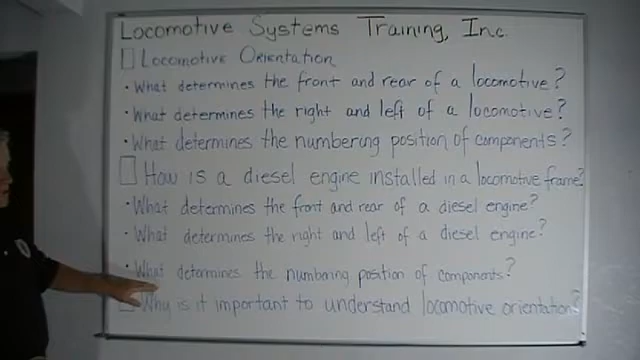 Locomotive Systems Training, Inc.
Locomotive Orientation
• What determines the front and rear of a locomotive?
• What determines the right and left of a locomotive?
• What determines the numbering position of components?
How is a diesel engine installed in a locomotive frame?
• What determines the front and rear of a diesel engine?
• What determines the right and left of a diesel engine?
• What determines the numbering position of components?
Why is it important to understand locomotive orientation?